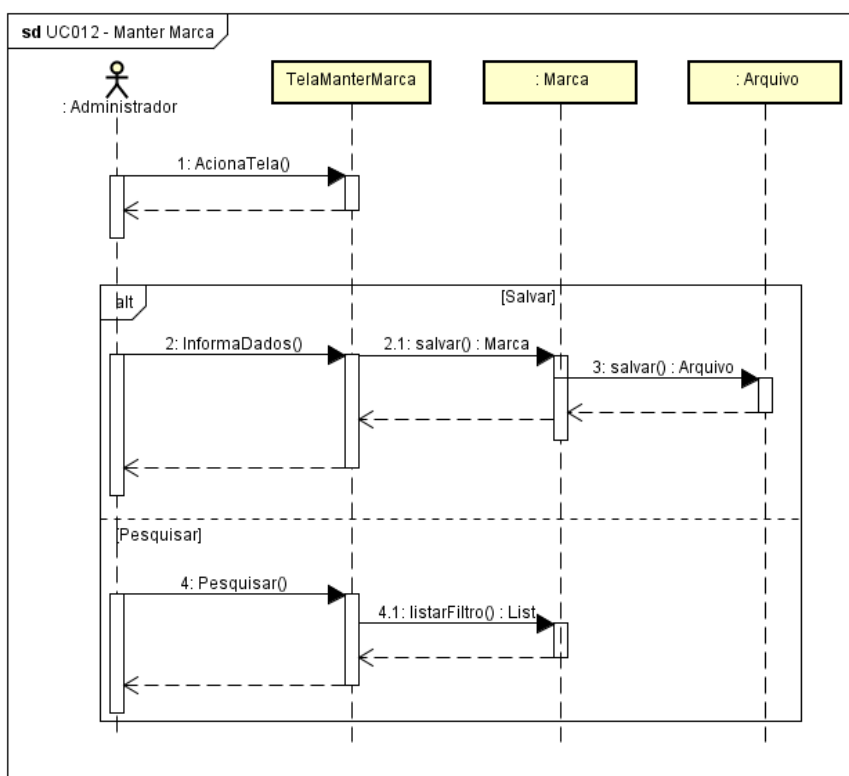 sd UC012 - Manter Marca
: Administrador
TelaManterMarca
: Marca
: Arquivo
1: AcionaTela()
alt
[Salvar]
2: InformaDados()
2.1: salvar() : Marca
3: salvar() : Arquivo
[Pesquisar]
4: Pesquisar()
4.1: listarFiltro() : List